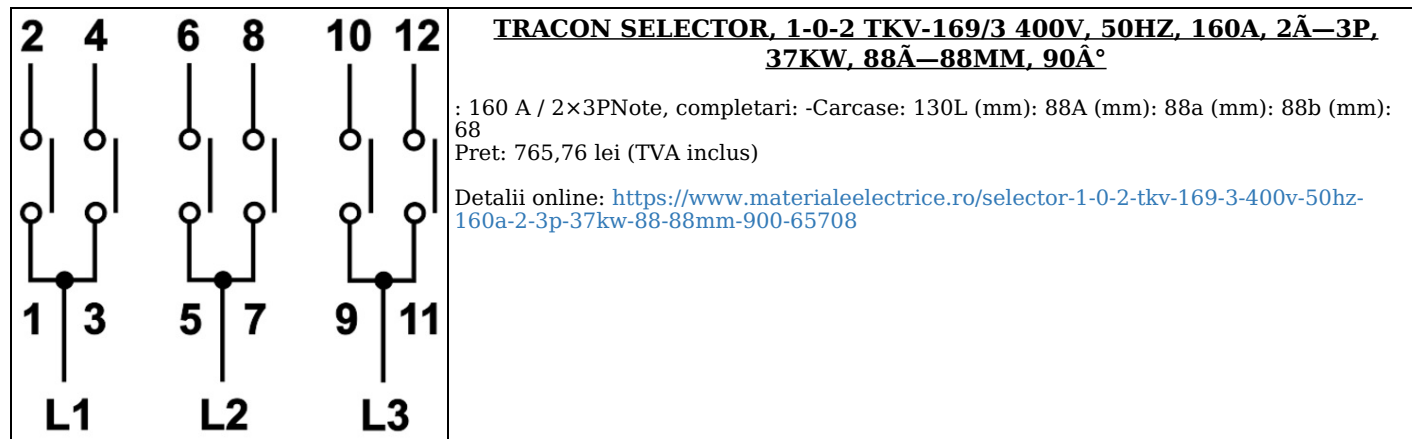 2 4 6 8 10 12
1 3 5 7 9 11
L1 L2 L3
TRACON SELECTOR, 1-0-2 TKV-169/3 400V, 50HZ, 160A, 2Ã—3P,
37KW, 88Ã—88MM, 90Â°
: 160 A / 2×3PNote, completari: -Carcase: 130L (mm): 88A (mm): 88a (mm): 88b (mm):
68
Pret: 765,76 lei (TVA inclus)
Detalii online: https://www.materialeelectrice.ro/selector-1-0-2-tkv-169-3-400v-50hz-
160a-2-3p-37kw-88-88mm-900-65708